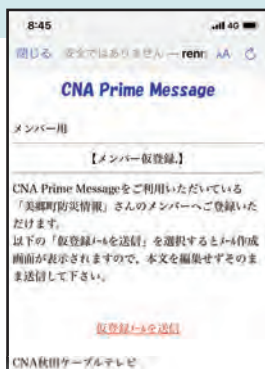 8:45
4G
閉じる 安全ではありません — renr AA
CNA Prime Message
メンバー用
【メンバー仮登録】
CNA Prime Messageをご利用いただいている
「美郷町防災情報」さんのメンバーへご登録いた
だけます。
以下の「仮登録ﾒｰﾙを送信」を選択するとﾒｰﾙ作成
画面が表示されますので、本文を編集せずそのま
ま送信して下さい。
仮登録ﾒｰﾙを送信
CNA秋田ケーブルテレビ